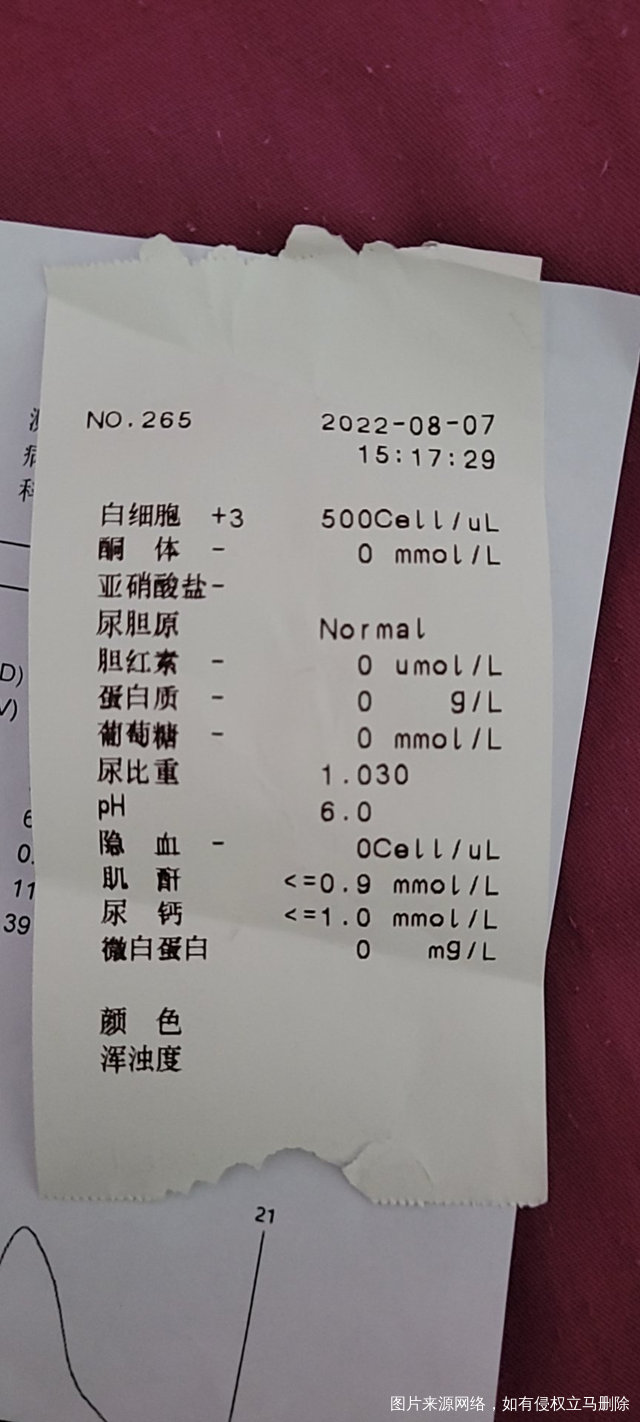 NO.265 2022-08-07
15:17:29
白细胞 +3 500Cell/uL
酮 体 - 0 mmol/L
亚硝酸盐-
尿胆原 Normal
胆红素 - 0 umol/L
蛋白质 - 0 g/L
葡萄糖 - 0 mmol/L
尿比重 1.030
pH 6.0
隐 血 - 0Cell/uL
肌 酐 <=0.9 mmol/L
尿 钙 <=1.0 mmol/L
微白蛋白 0 mg/L
颜 色
浑浊度
D)
V)
11
39
21
图片来源网络，如有侵权立马删除